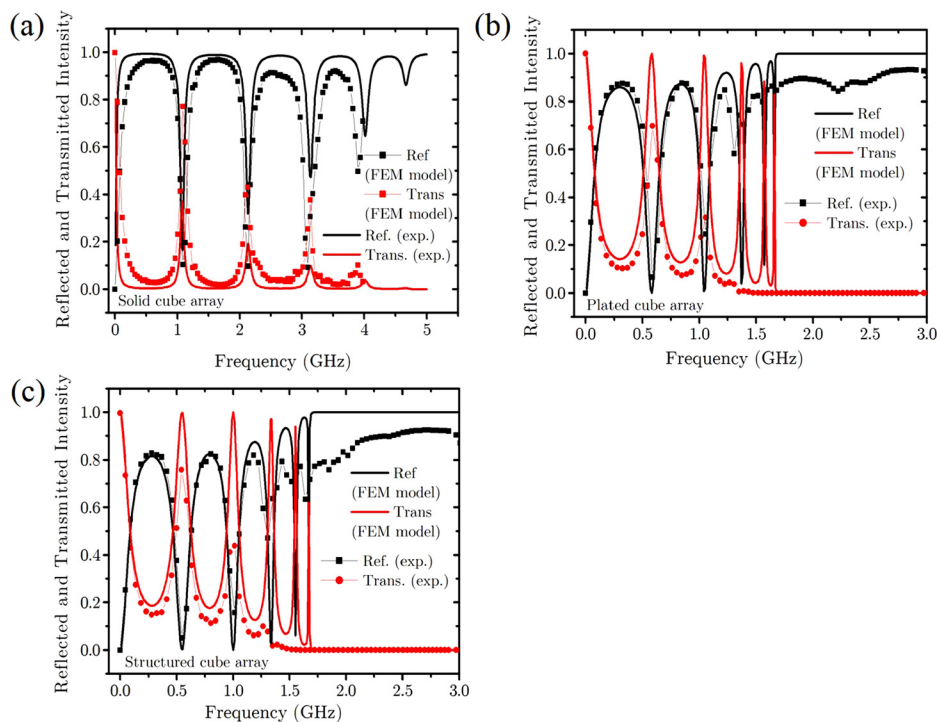 (a)
Reflected and Transmitted Intensity
1.0
0.8
0.6
0.4
0.2
0.0
Ref
(FEM model)
Trans
(FEM model)
Ref. (exp.)
Trans. (exp.)
Solid cube array
0 1 2 3 4 5
Frequency (GHz)
(b)
Reflected and Transmitted Intensity
1.0
0.8
0.6
0.4
0.2
0.0
Ref
(FEM model)
Trans
(FEM model)
Ref. (exp.)
Trans. (exp.)
Plated cube array
0.0 0.5 1.0 1.5 2.0 2.5 3.0
Frequency (GHz)
(c)
Reflected and Transmitted Intensity
1.0
0.8
0.6
0.4
0.2
0.0
Ref
(FEM model)
Trans
(FEM model)
Ref. (exp.)
Trans. (exp.)
Structured cube array
0.0 0.5 1.0 1.5 2.0 2.5 3.0
Frequency (GHz)